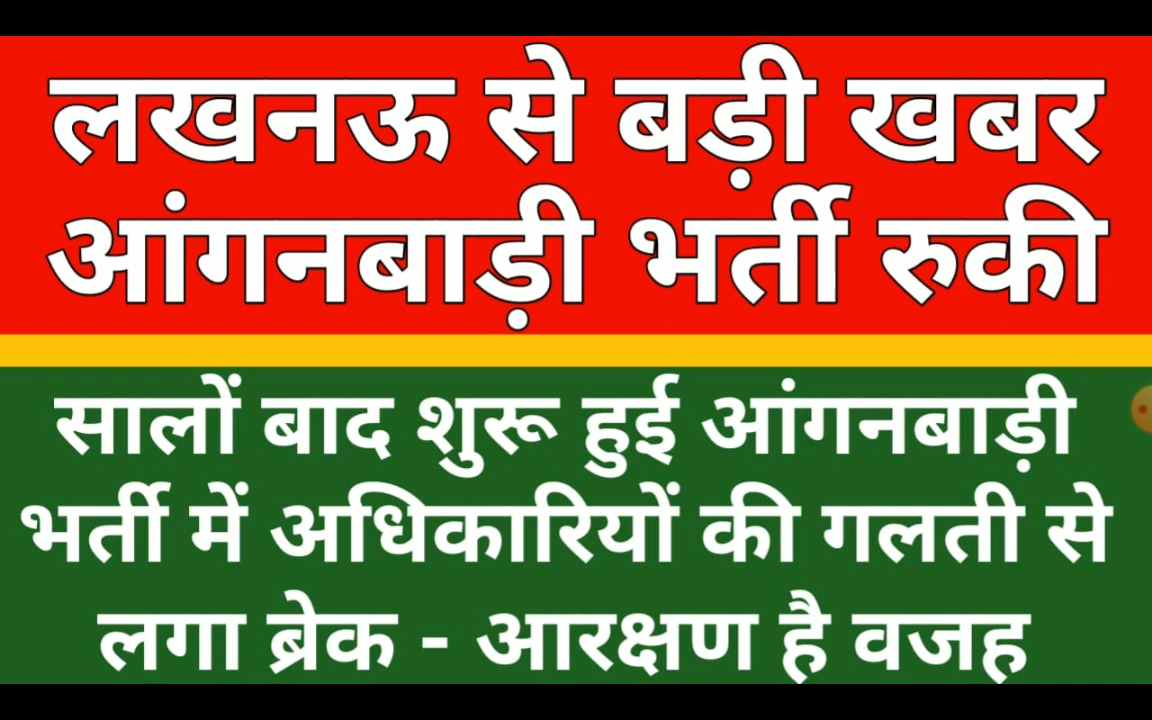 लखनऊ से बड़ी खबर
आंगनबाड़ी भर्ती रुकी
सालों बाद शुरू हुई आंगनबाड़ी
भर्ती में अधिकारियों की गलती से
लगा ब्रेक - आरक्षण है वजह